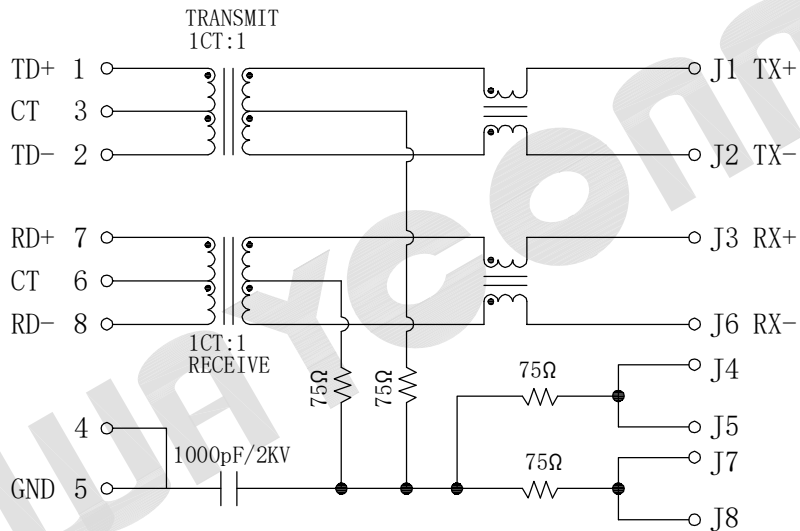 TRANSMIT
1CT:1
TD+ 1
J1 TX+
CT 3
TD- 2
J2 TX-
RD+ 7
J3 RX+
CT 6
RD- 8
J6 RX-
1CT:1
RECEIVE
75Ω
75Ω
75Ω
J4
J5
4
1000pF/2KV
75Ω
J7
GND 5
J8
WAYCONN